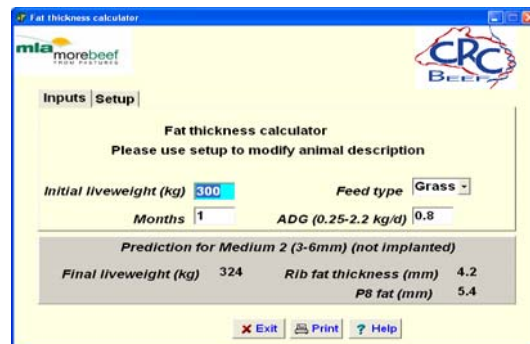 Fat thickness calculator
mla morebeef
FROM PASTURES
CRC
BEEF
Inputs Setup
Fat thickness calculator
Please use setup to modify animal description
Initial liveweight (kg) 300 Feed type Grass
Months 1 ADG (0.25-2.2 kg/d) 0.8
Prediction for Medium 2 (3-6mm) (not implanted)
Final liveweight (kg) 324 Rib fat thickness (mm) 4.2
P8 fat (mm) 5.4
Exit Print ? Help